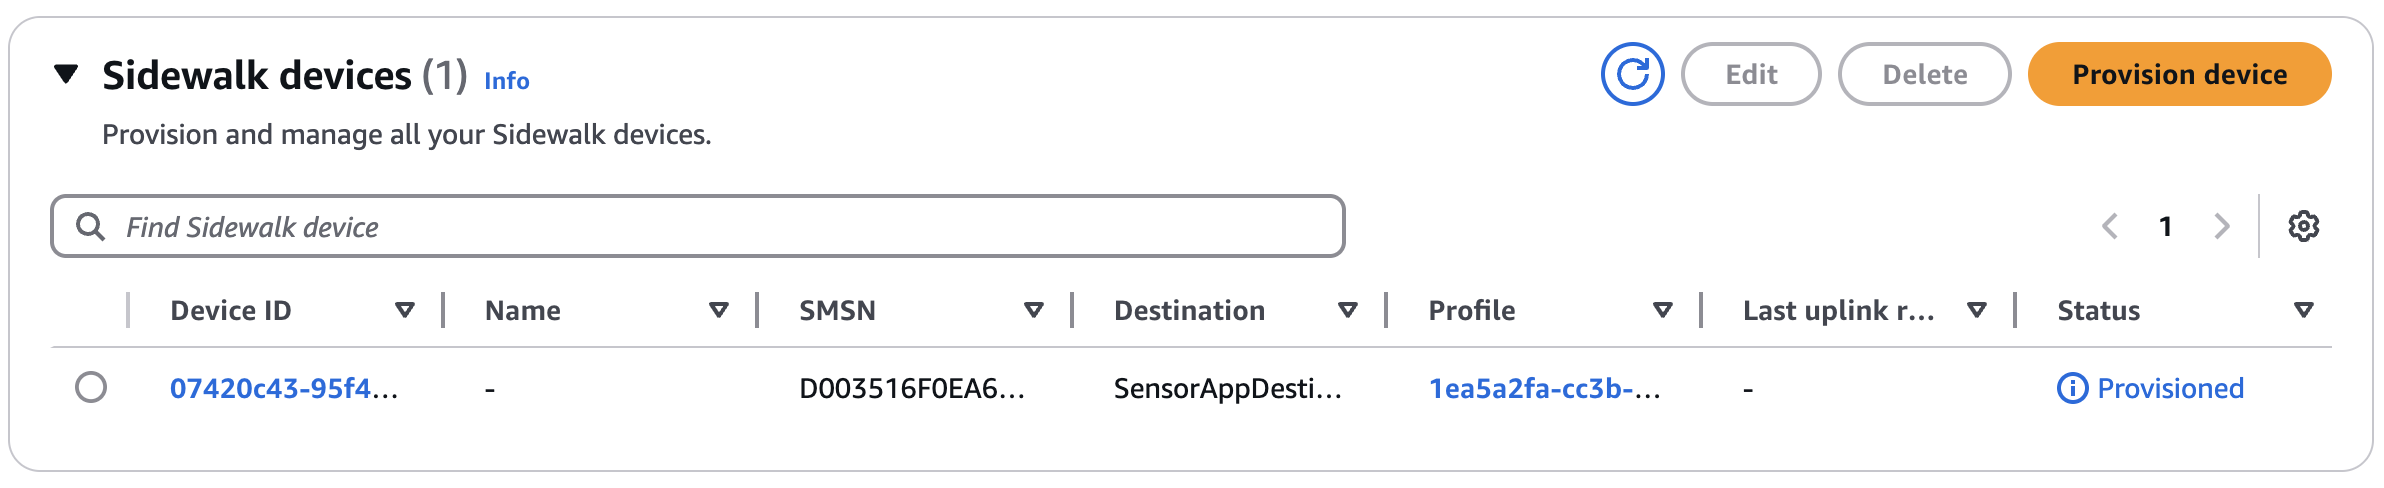 Sidewalk devices (1) Info
Edit
Delete
Provision device
Provision and manage all your Sidewalk devices.
Find Sidewalk device
1
Device ID Name SMSN Destination Profile Last uplink r... Status
07420c43-95f4... - D003516F0EA6... SensorAppDesti... 1ea5a2fa-cc3b-... - Provisioned